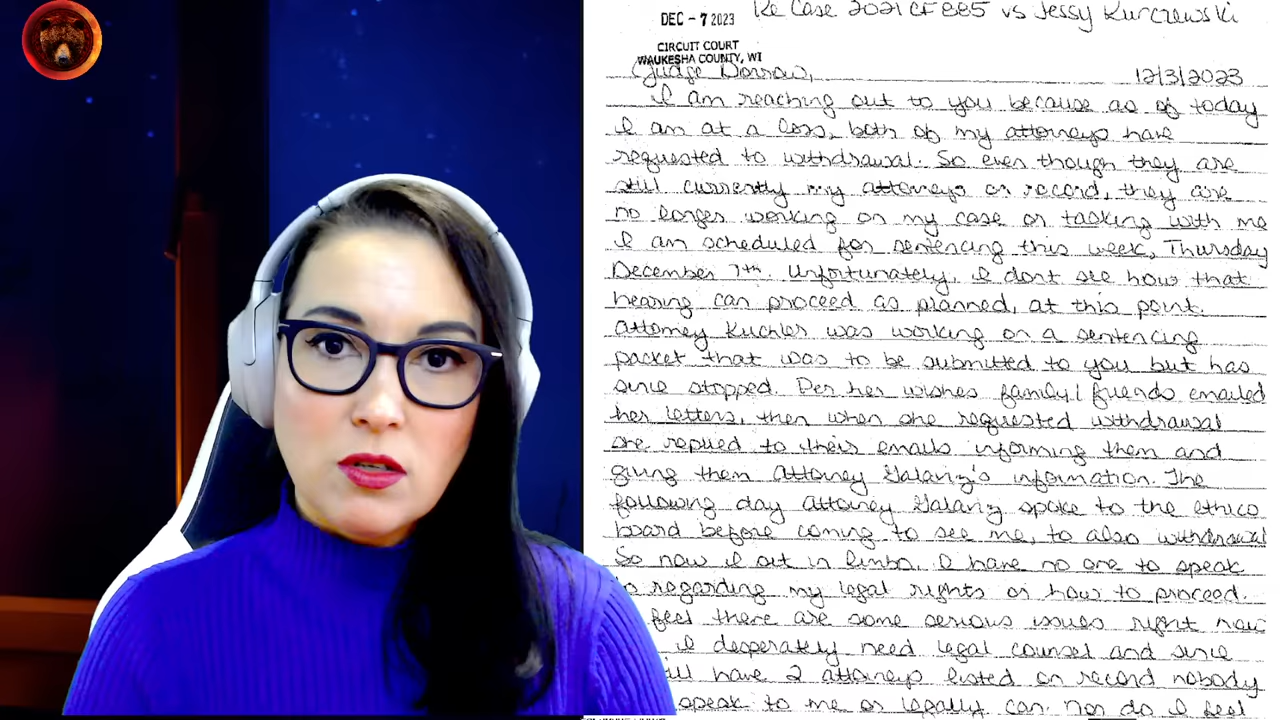 DEC - 7 2023
Re Case 2021CF885 vs Jessy Kurczewski
CIRCUIT COURT
WAUKESHA COUNTY, WI
Judge Dorrow, 12/3/2023
I am reaching out to you because as of today
I am at a loss, both of my attorneys have
requested to withdrawal. So even though they are
still currently my attorneys on record, they are
no longer working on my case or talking with me
I am scheduled for sentencing this week, Thursday
December 7th. Unfortunately, I dont see how that
hearing can proceed as planned, at this point.
Attorney Kuchler was working on a sentencing
packet that was to be submitted to you but has
since stopped. Per her wishes family/friends emailed
her letters, then when she requested withdrawal
she replied to their emails informing them and
giving them Attorney Galanz's information. The
following day Attorney Galanz spoke to the ethics
board before coming to see me, to also withdrawal
So now I sit in limbo. I have no one to speak
to regarding my legal rights or how to proceed.
feel there are some serious issues right now
I desperately need legal counsel and since
ill have 2 attorneys listed on record nobody
speak to me or legally can. Nor do I feel